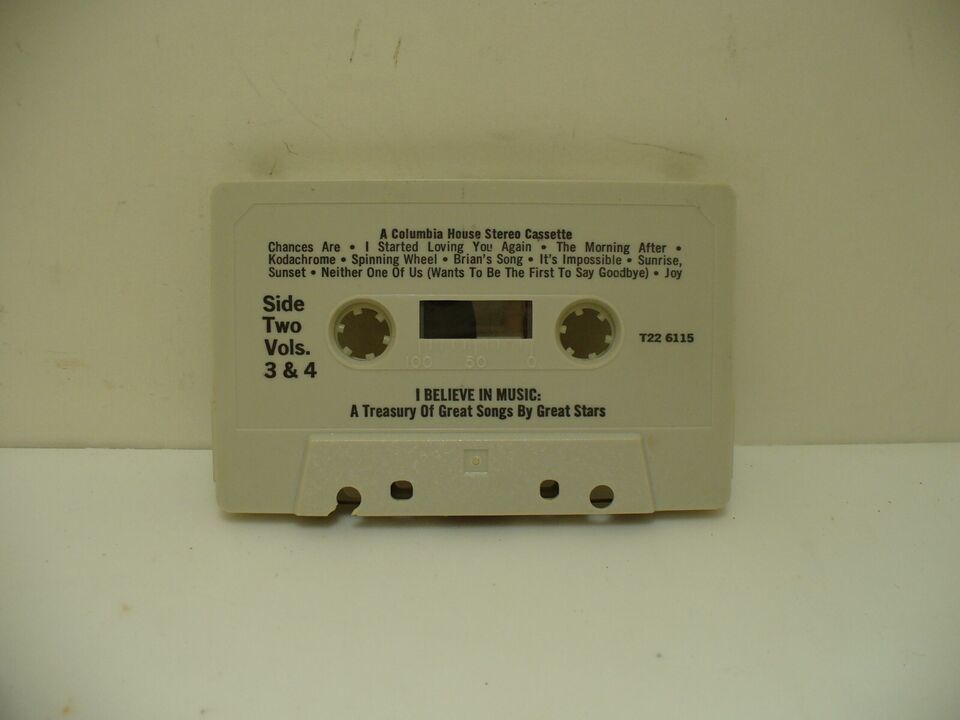 A Columbia House Stereo Cassette
Chances Are • I Started Loving You Again • The Morning After •
Kodachrome • Spinning Wheel • Brian's Song • It's Impossible • Sunrise,
Sunset • Neither One Of Us (Wants To Be The First To Say Goodbye) • Joy
Side
Two
Vols.
3 & 4
100 50 0
T22 6115
I BELIEVE IN MUSIC:
A Treasury Of Great Songs By Great Stars